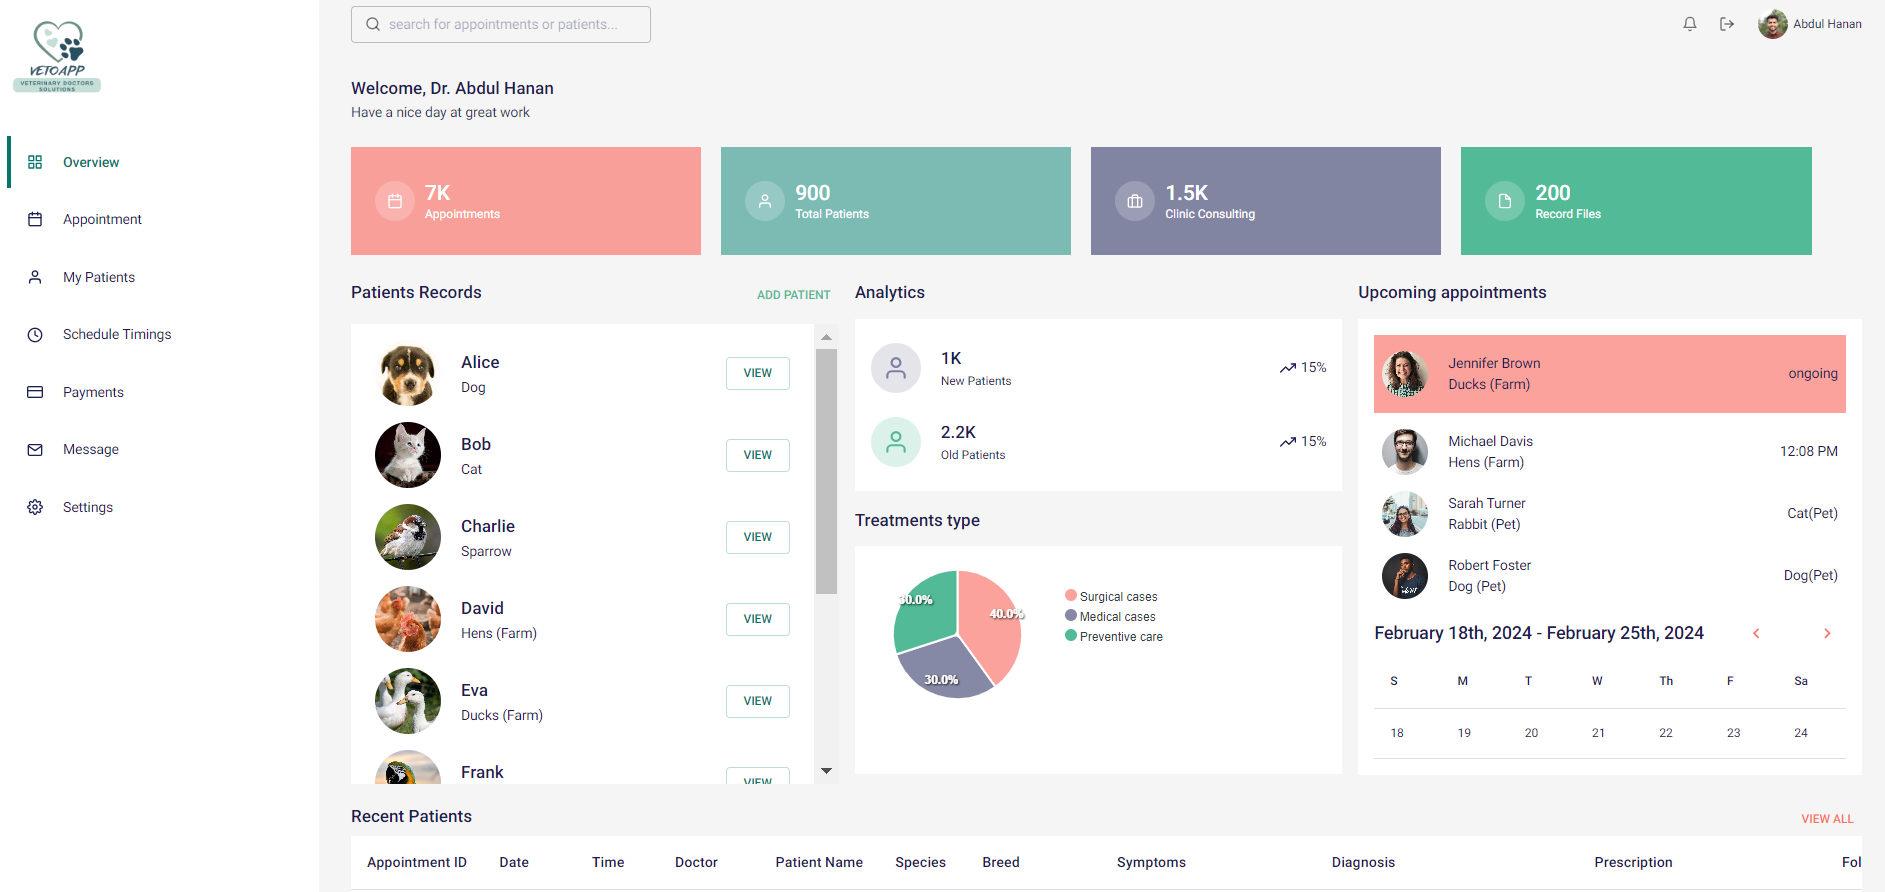 VETOAPP
VETERINARY DOCTORS
SOLUTIONS
Overview
Appointment
My Patients
Schedule Timings
Payments
Message
Settings
search for appointments or patients...
Abdul Hanan
Welcome, Dr. Abdul Hanan
Have a nice day at great work
7K
Appointments
900
Total Patients
1.5K
Clinic Consulting
200
Record Files
Patients Records
ADD PATIENT
Alice
Dog
VIEW
Bob
Cat
VIEW
Charlie
Sparrow
VIEW
David
Hens (Farm)
VIEW
Eva
Ducks (Farm)
VIEW
Frank
VIEW
Analytics
1K
New Patients
15%
2.2K
Old Patients
15%
Treatments type
30.0%
40.0%
30.0%
Surgical cases
Medical cases
Preventive care
Upcoming appointments
Jennifer Brown
Ducks (Farm)
ongoing
Michael Davis
Hens (Farm)
12:08 PM
Sarah Turner
Rabbit (Pet)
Cat(Pet)
Robert Foster
Dog (Pet)
Dog(Pet)
February 18th, 2024 - February 25th, 2024
S M T W Th F Sa
18 19 20 21 22 23 24
Recent Patients
VIEW ALL
Appointment ID Date Time Doctor Patient Name Species Breed Symptoms Diagnosis Prescription Fol